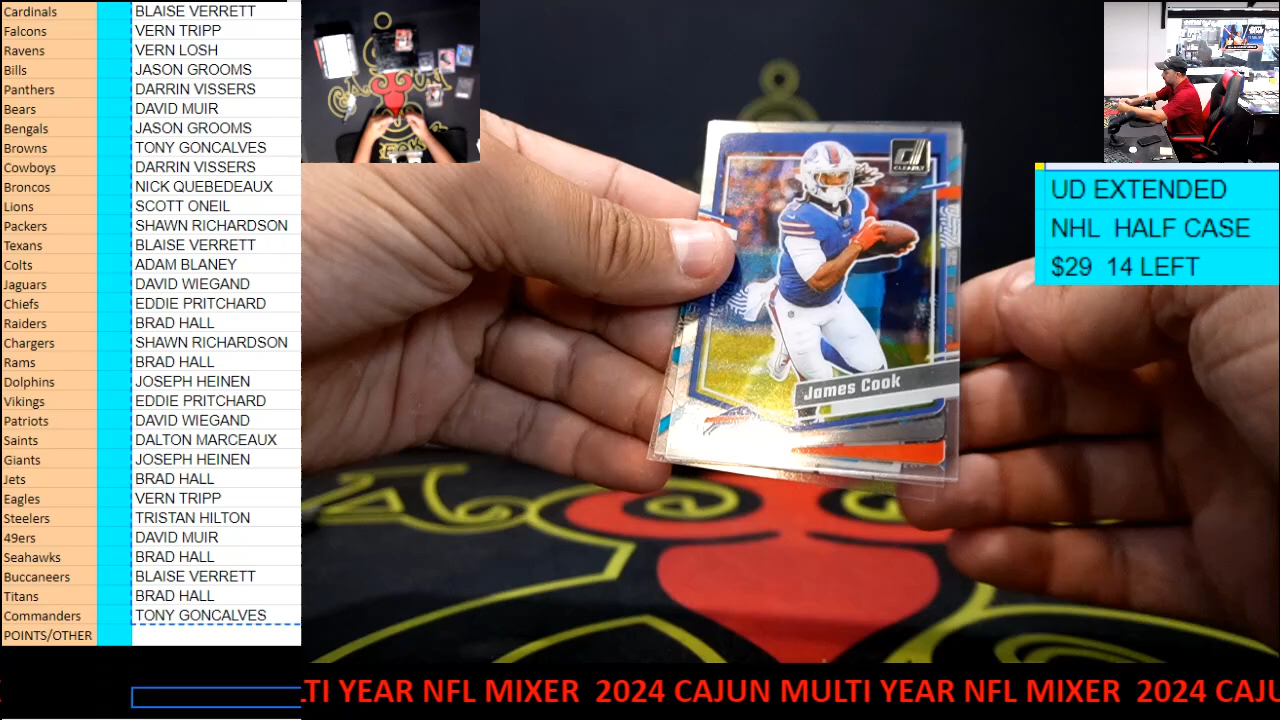 Cardinals BLAISE VERRETT
Falcons VERN TRIPP
Ravens VERN LOSH
Bills JASON GROOMS
Panthers DARRIN VISSERS
Bears DAVID MUIR
Bengals JASON GROOMS
Browns TONY GONCALVES
Cowboys DARRIN VISSERS
Broncos NICK QUEBEDEAUX
Lions SCOTT ONEIL
Packers SHAWN RICHARDSON
Texans BLAISE VERRETT
Colts ADAM BLANEY
Jaguars DAVID WIEGAND
Chiefs EDDIE PRITCHARD
Raiders BRAD HALL
Chargers SHAWN RICHARDSON
Rams BRAD HALL
Dolphins JOSEPH HEINEN
Vikings EDDIE PRITCHARD
Patriots DAVID WIEGAND
Saints DALTON MARCEAUX
Giants JOSEPH HEINEN
Jets BRAD HALL
Eagles VERN TRIPP
Steelers TRISTAN HILTON
49ers DAVID MUIR
Seahawks BRAD HALL
Buccaneers BLAISE VERRETT
Titans BRAD HALL
Commanders TONY GONCALVES
POINTS/OTHER
UD EXTENDED
NHL HALF CASE
$29 14 LEFT
CLEARLY
James Cook
TI YEAR NFL MIXER 2024 CAJUN MULTI YEAR NFL MIXER 2024 CAJU